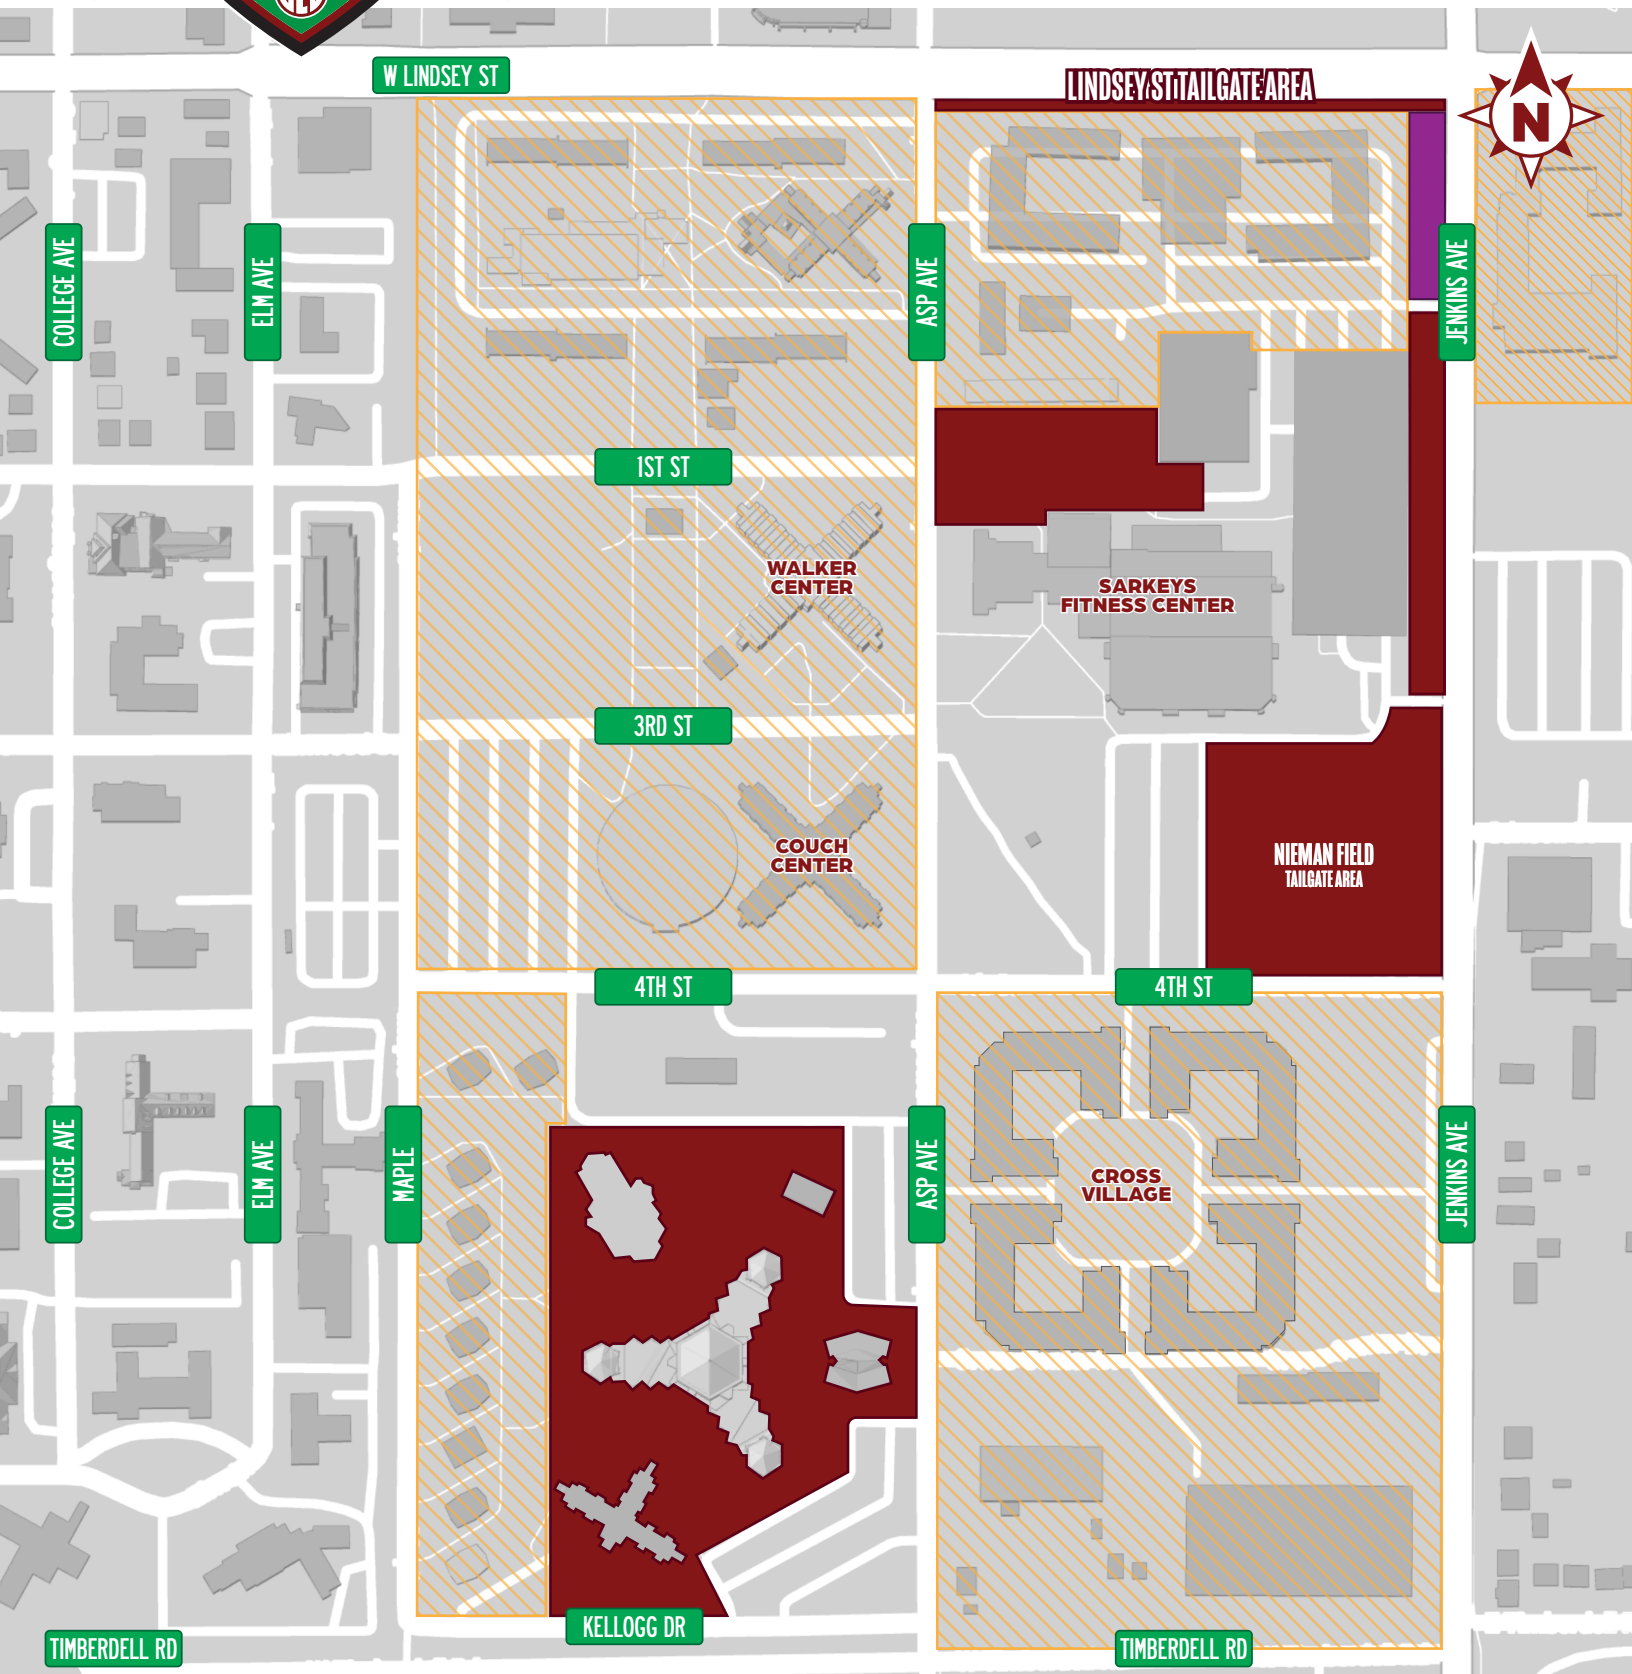 W LINDSEY ST
LINDSEY ST TAILGATE AREA
N
COLLEGE AVE
ELM AVE
ASP AVE
JENKINS AVE
1ST ST
WALKER
CENTER
SARKEYS
FITNESS CENTER
3RD ST
COUCH
CENTER
NIEMAN FIELD
TAILGATE AREA
4TH ST
4TH ST
COLLEGE AVE
ELM AVE
MAPLE
ASP AVE
CROSS
VILLAGE
JENKINS AVE
KELLOGG DR
TIMBERDELL RD
TIMBERDELL RD